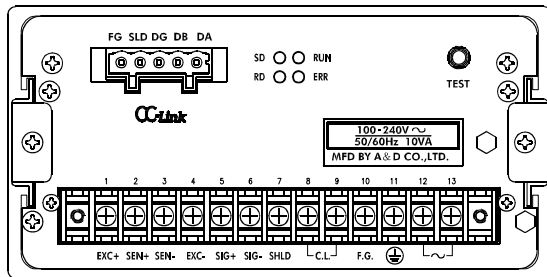 FG SLD DG DB DA
SD RUN
RD ERR
TEST
CC-Link
100-240V ~
50/60Hz 10VA
MFD BY A&D CO.,LTD.
1 2 3 4 5 6 7 8 9 10 11 12 13
EXC+ SEN+ SEN- EXC- SIG+ SIG- SHLD C.L. F.G. ~